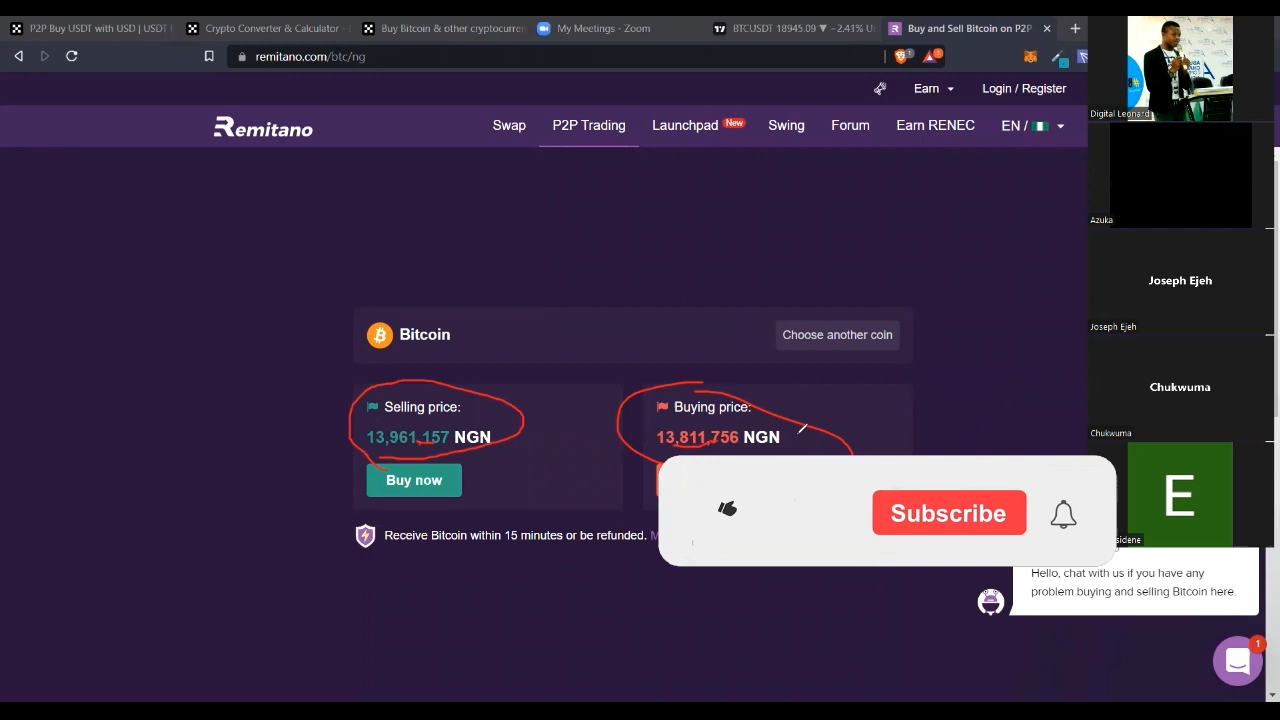 P2P Buy USDT with USD | USDT
Crypto Converter & Calculator
Buy Bitcoin & other cryptocurren
My Meetings - Zoom
BTCUSDT 18945.09 ▼ −2.41% U
Buy and Sell Bitcoin on P2P
remitano.com/btc/ng
1
Earn
Login / Register
Remitano
Swap
P2P Trading
Launchpad New
Swing
Forum
Earn RENEC
EN /
Digital Leonard
Azuka
Joseph Ejeh
Joseph Ejeh
Chukwuma
Chukwuma
E
Bitcoin
Choose another coin
Selling price:
13,961,157 NGN
Buy now
Buying price:
13,811,756 NGN
Subscribe
Receive Bitcoin within 15 minutes or be refunded.
Hello, chat with us if you have any
problem buying and selling Bitcoin here.
1